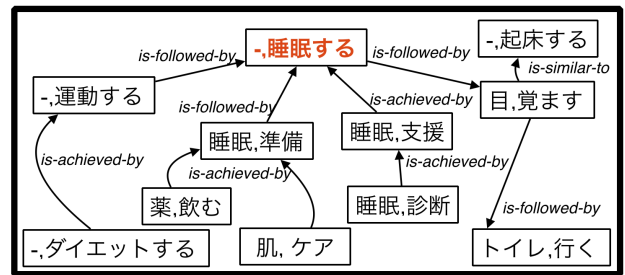 -,睡眠する
-,起床する
is-followed-by
is-followed-by
is-similar-to
-,運動する
is-followed-by
is-achieved-by
目,覚ます
睡眠,準備
睡眠,支援
is-achieved-by
is-achieved-by
is-achieved-by
薬,飲む
睡眠,診断
is-followed-by
-,ダイエットする
肌, ケア
トイレ,行く